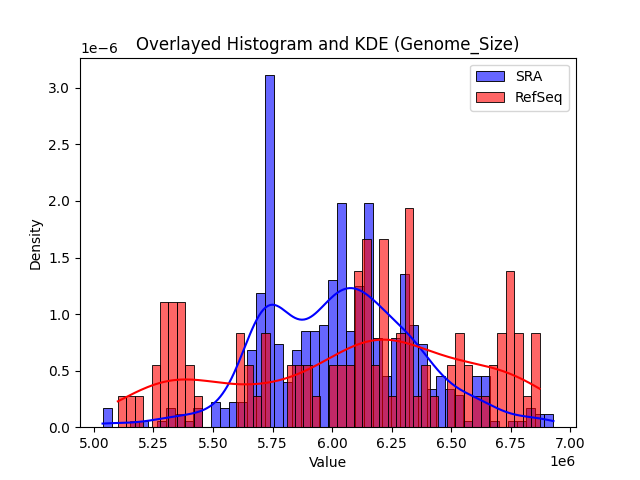 Overlayed Histogram and KDE (Genome_Size)
1e−6
SRA
RefSeq
3.0
2.5
2.0
1.5
1.0
0.5
0.0
Density
5.00 5.25 5.50 5.75 6.00 6.25 6.50 6.75 7.00
Value
1e6